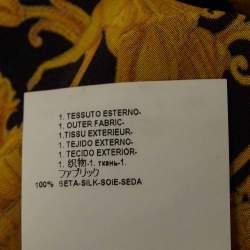 1. TESSUTO ESTERNO-
1. OUTER FABRIC-
1.TISSU EXTERIEUR-
1. TEJIDO EXTERNO-
1. TECIDO EXTERIOR-
1. 织物-1. ткань-1.
ファブリック
100% SETA-SILK-SOIE-SEDA